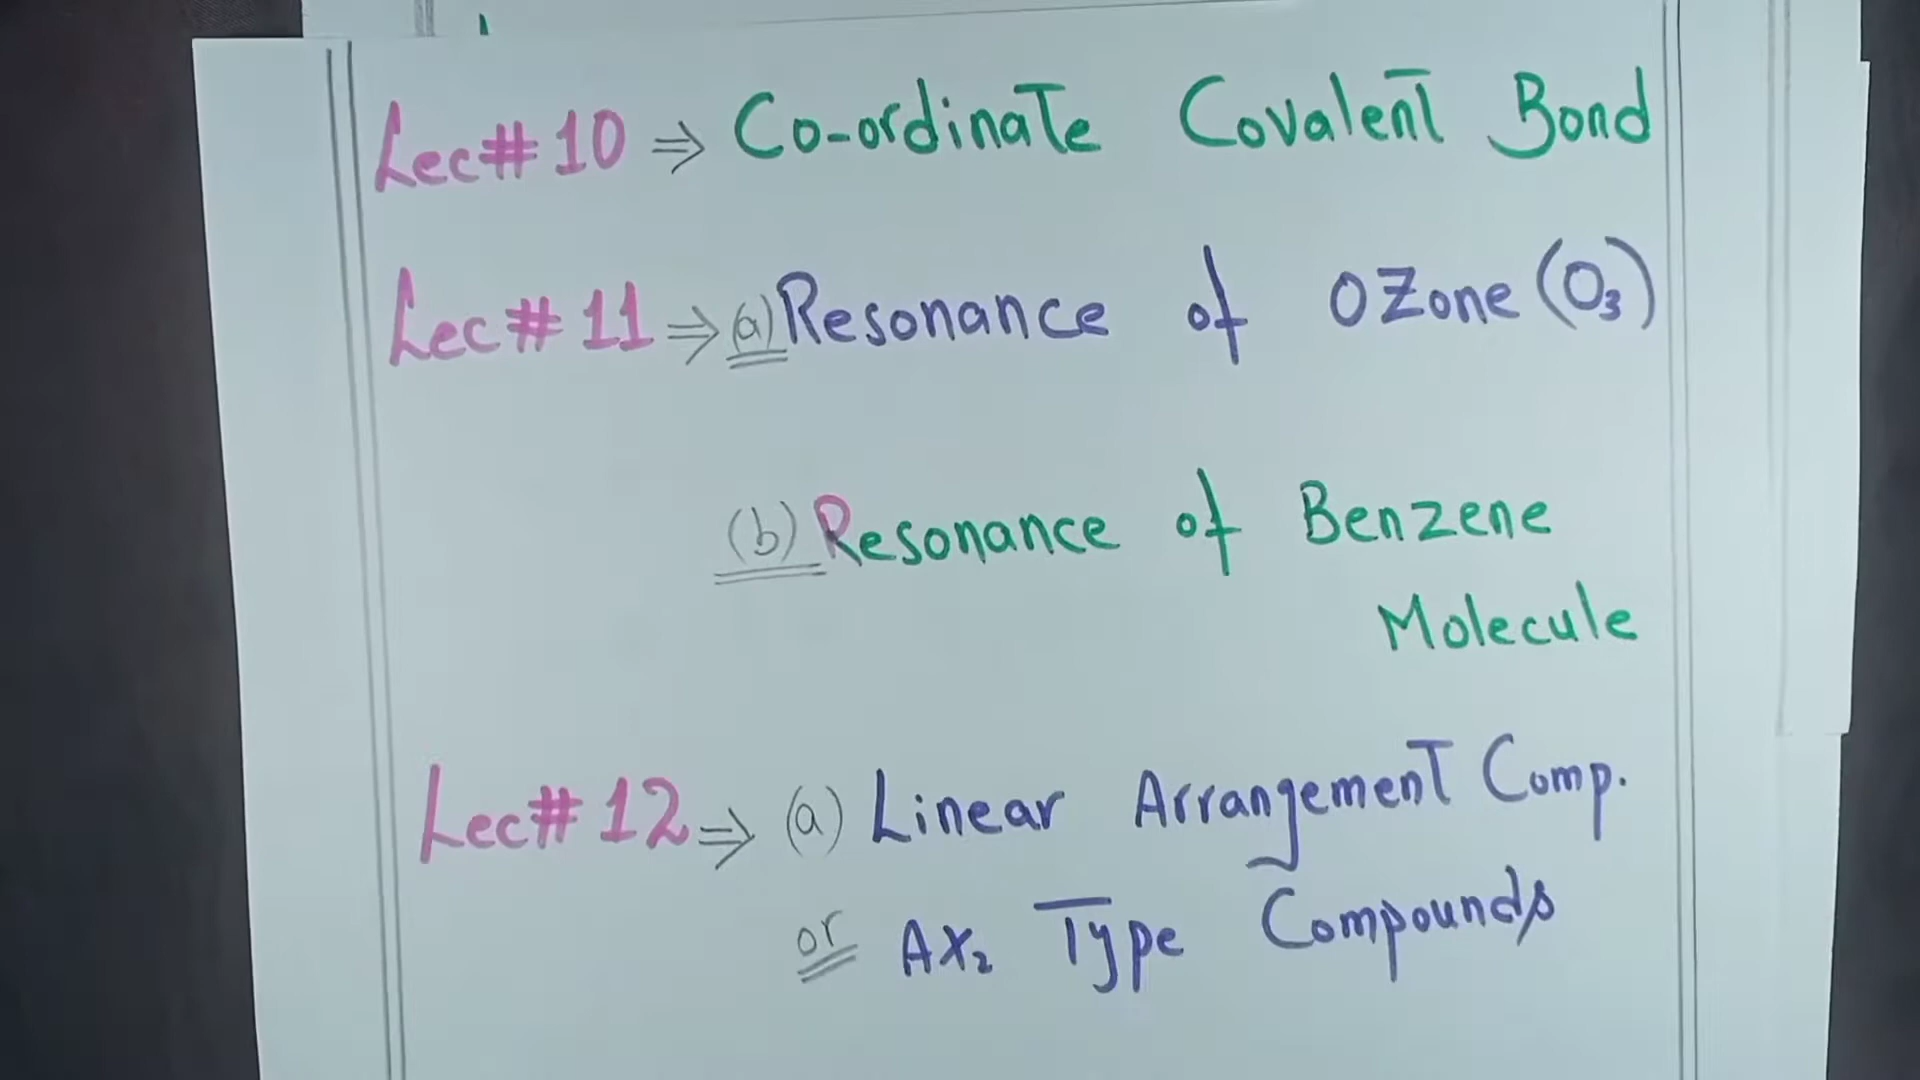 Lec# 10 ⇒ Co-ordinate Covalent Bond
Lec# 11 ⇒ (a) Resonance of OZone (O₃)
(b) Resonance of Benzene
Molecule
Lec# 12 ⇒ (a) Linear Arrangement Comp.
or AX₂ Type Compounds